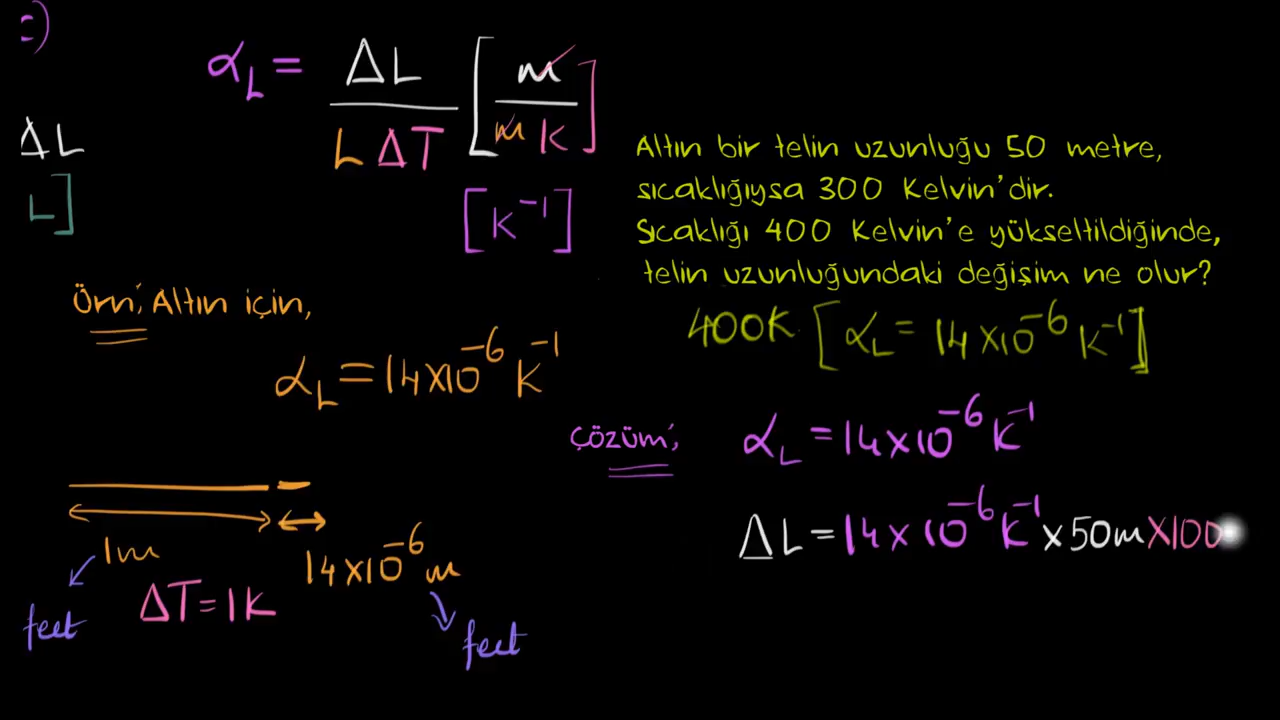 =)
αL = ΔL / L ΔT [m / m K]
ΔL
L]
[K⁻¹]
Altın bir telin uzunluğu 50 metre,
sıcaklığıysa 300 Kelvin'dir.
Sıcaklığı 400 Kelvin'e yükseltildiğinde,
telin uzunluğundaki değişim ne olur?
400K [αL = 14×10⁻⁶ K⁻¹]
Örn; Altın için,
αL = 14×10⁻⁶ K⁻¹
Çözüm;
αL = 14×10⁻⁶ K⁻¹
ΔL = 14×10⁻⁶ K⁻¹ × 50m × 100
1m
14×10⁻⁶ m
ΔT = 1K
feet
feet